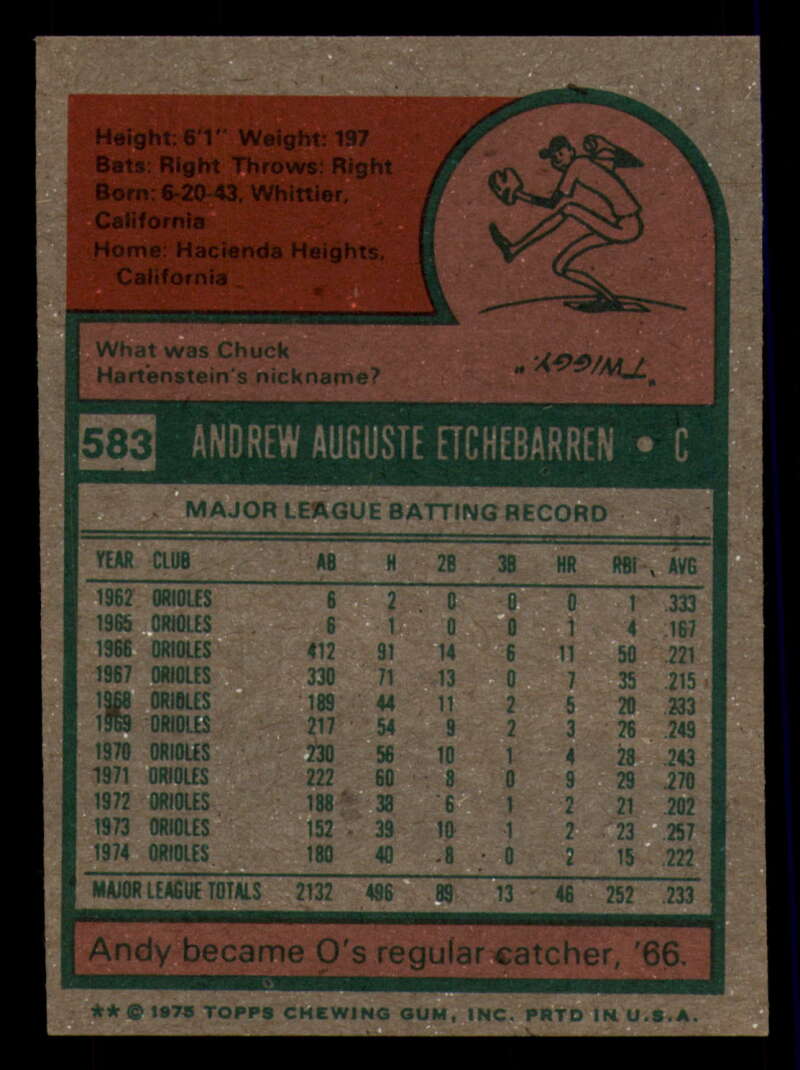 Height: 6'1" Weight: 197
Bats: Right Throws: Right
Born: 6-20-43, Whittier,
California
Home: Hacienda Heights,
California
What was Chuck
Hartenstein's nickname?
"TWIGGY."
583 ANDREW AUGUSTE ETCHEBARREN • C
MAJOR LEAGUE BATTING RECORD
YEAR CLUB AB H 2B 3B HR RBI AVG
1962 ORIOLES 6 2 0 0 0 1 .333
1965 ORIOLES 6 1 0 0 1 4 .167
1966 ORIOLES 412 91 14 6 11 50 .221
1967 ORIOLES 330 71 13 0 7 35 .215
1968 ORIOLES 189 44 11 2 5 20 .233
1969 ORIOLES 217 54 9 2 3 26 .249
1970 ORIOLES 230 56 10 1 4 28 .243
1971 ORIOLES 222 60 8 0 9 29 .270
1972 ORIOLES 188 38 6 1 2 21 .202
1973 ORIOLES 152 39 10 1 2 23 .257
1974 ORIOLES 180 40 8 0 2 15 .222
MAJOR LEAGUE TOTALS 2132 496 89 13 46 252 .233
Andy became O's regular catcher, '66.
** © 1975 TOPPS CHEWING GUM, INC. PRTD IN U.S.A.